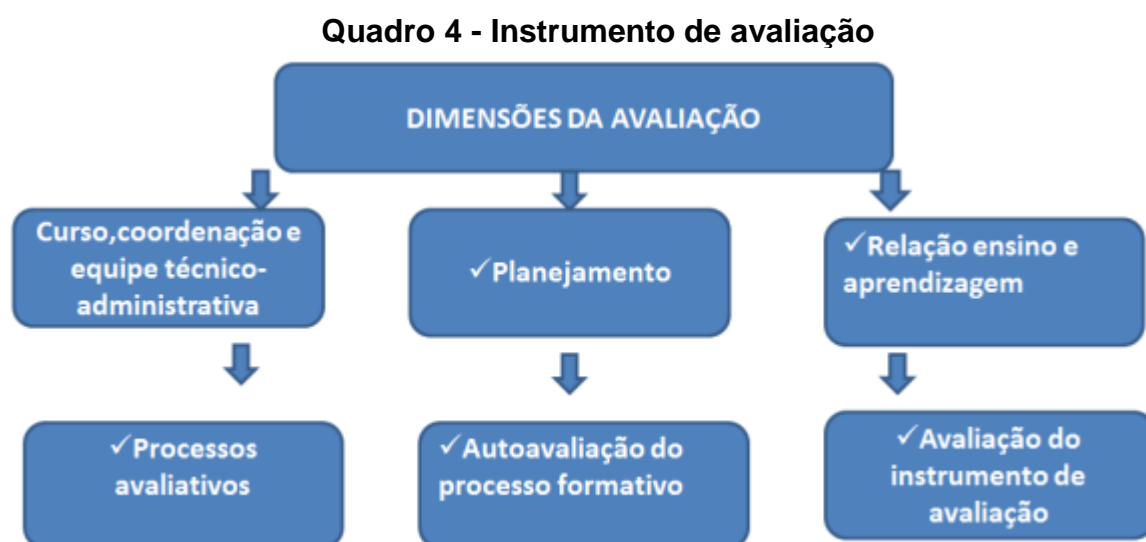 Quadro 4 - Instrumento de avaliação
DIMENSÕES DA AVALIAÇÃO
Curso,coordenação e
equipe técnico-
administrativa
✓Planejamento
✓Relação ensino e
aprendizagem
✓Processos
avaliativos
✓Autoavaliação do
processo formativo
✓Avaliação do
instrumento de
avaliação